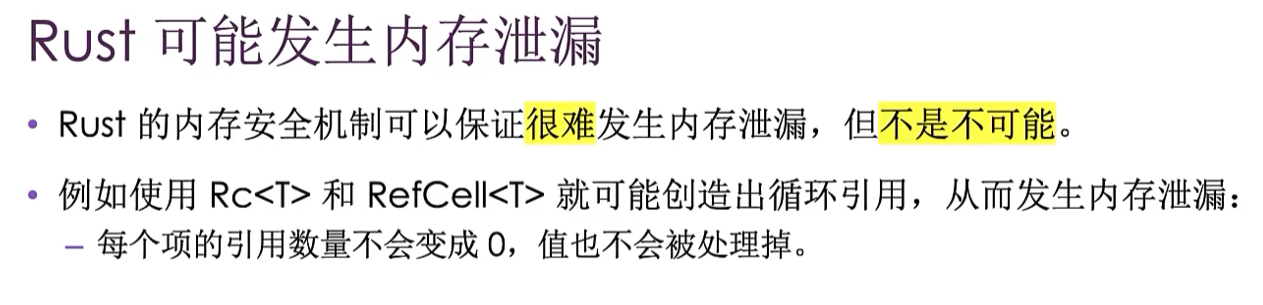 Rust 可能发生内存泄漏
• Rust 的内存安全机制可以保证很难发生内存泄漏，但不是不可能。
• 例如使用 Rc<T> 和 RefCell<T> 就可能创造出循环引用，从而发生内存泄漏：
– 每个项的引用数量不会变成 0，值也不会被处理掉。